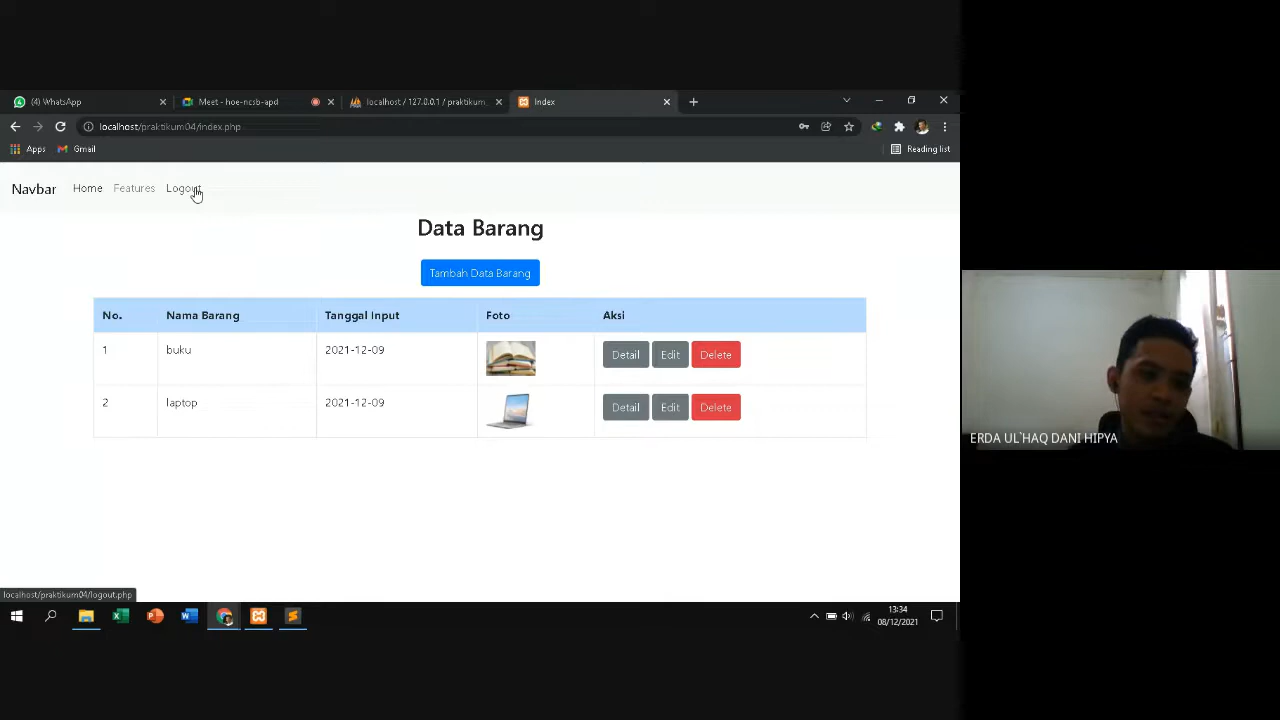 (4) WhatsApp
Meet - hoe-ncsb-apd
localhost / 127.0.0.1 / praktikum
Index
localhost/praktikum04/index.php
Apps
Gmail
Reading list
Navbar Home Features Logout
Data Barang
Tambah Data Barang
No. Nama Barang Tanggal Input Foto Aksi
1 buku 2021-12-09 Detail Edit Delete
2 laptop 2021-12-09 Detail Edit Delete
ERDA UL`HAQ DANI HIPYA
localhost/praktikum04/logout.php
13:34
08/12/2021